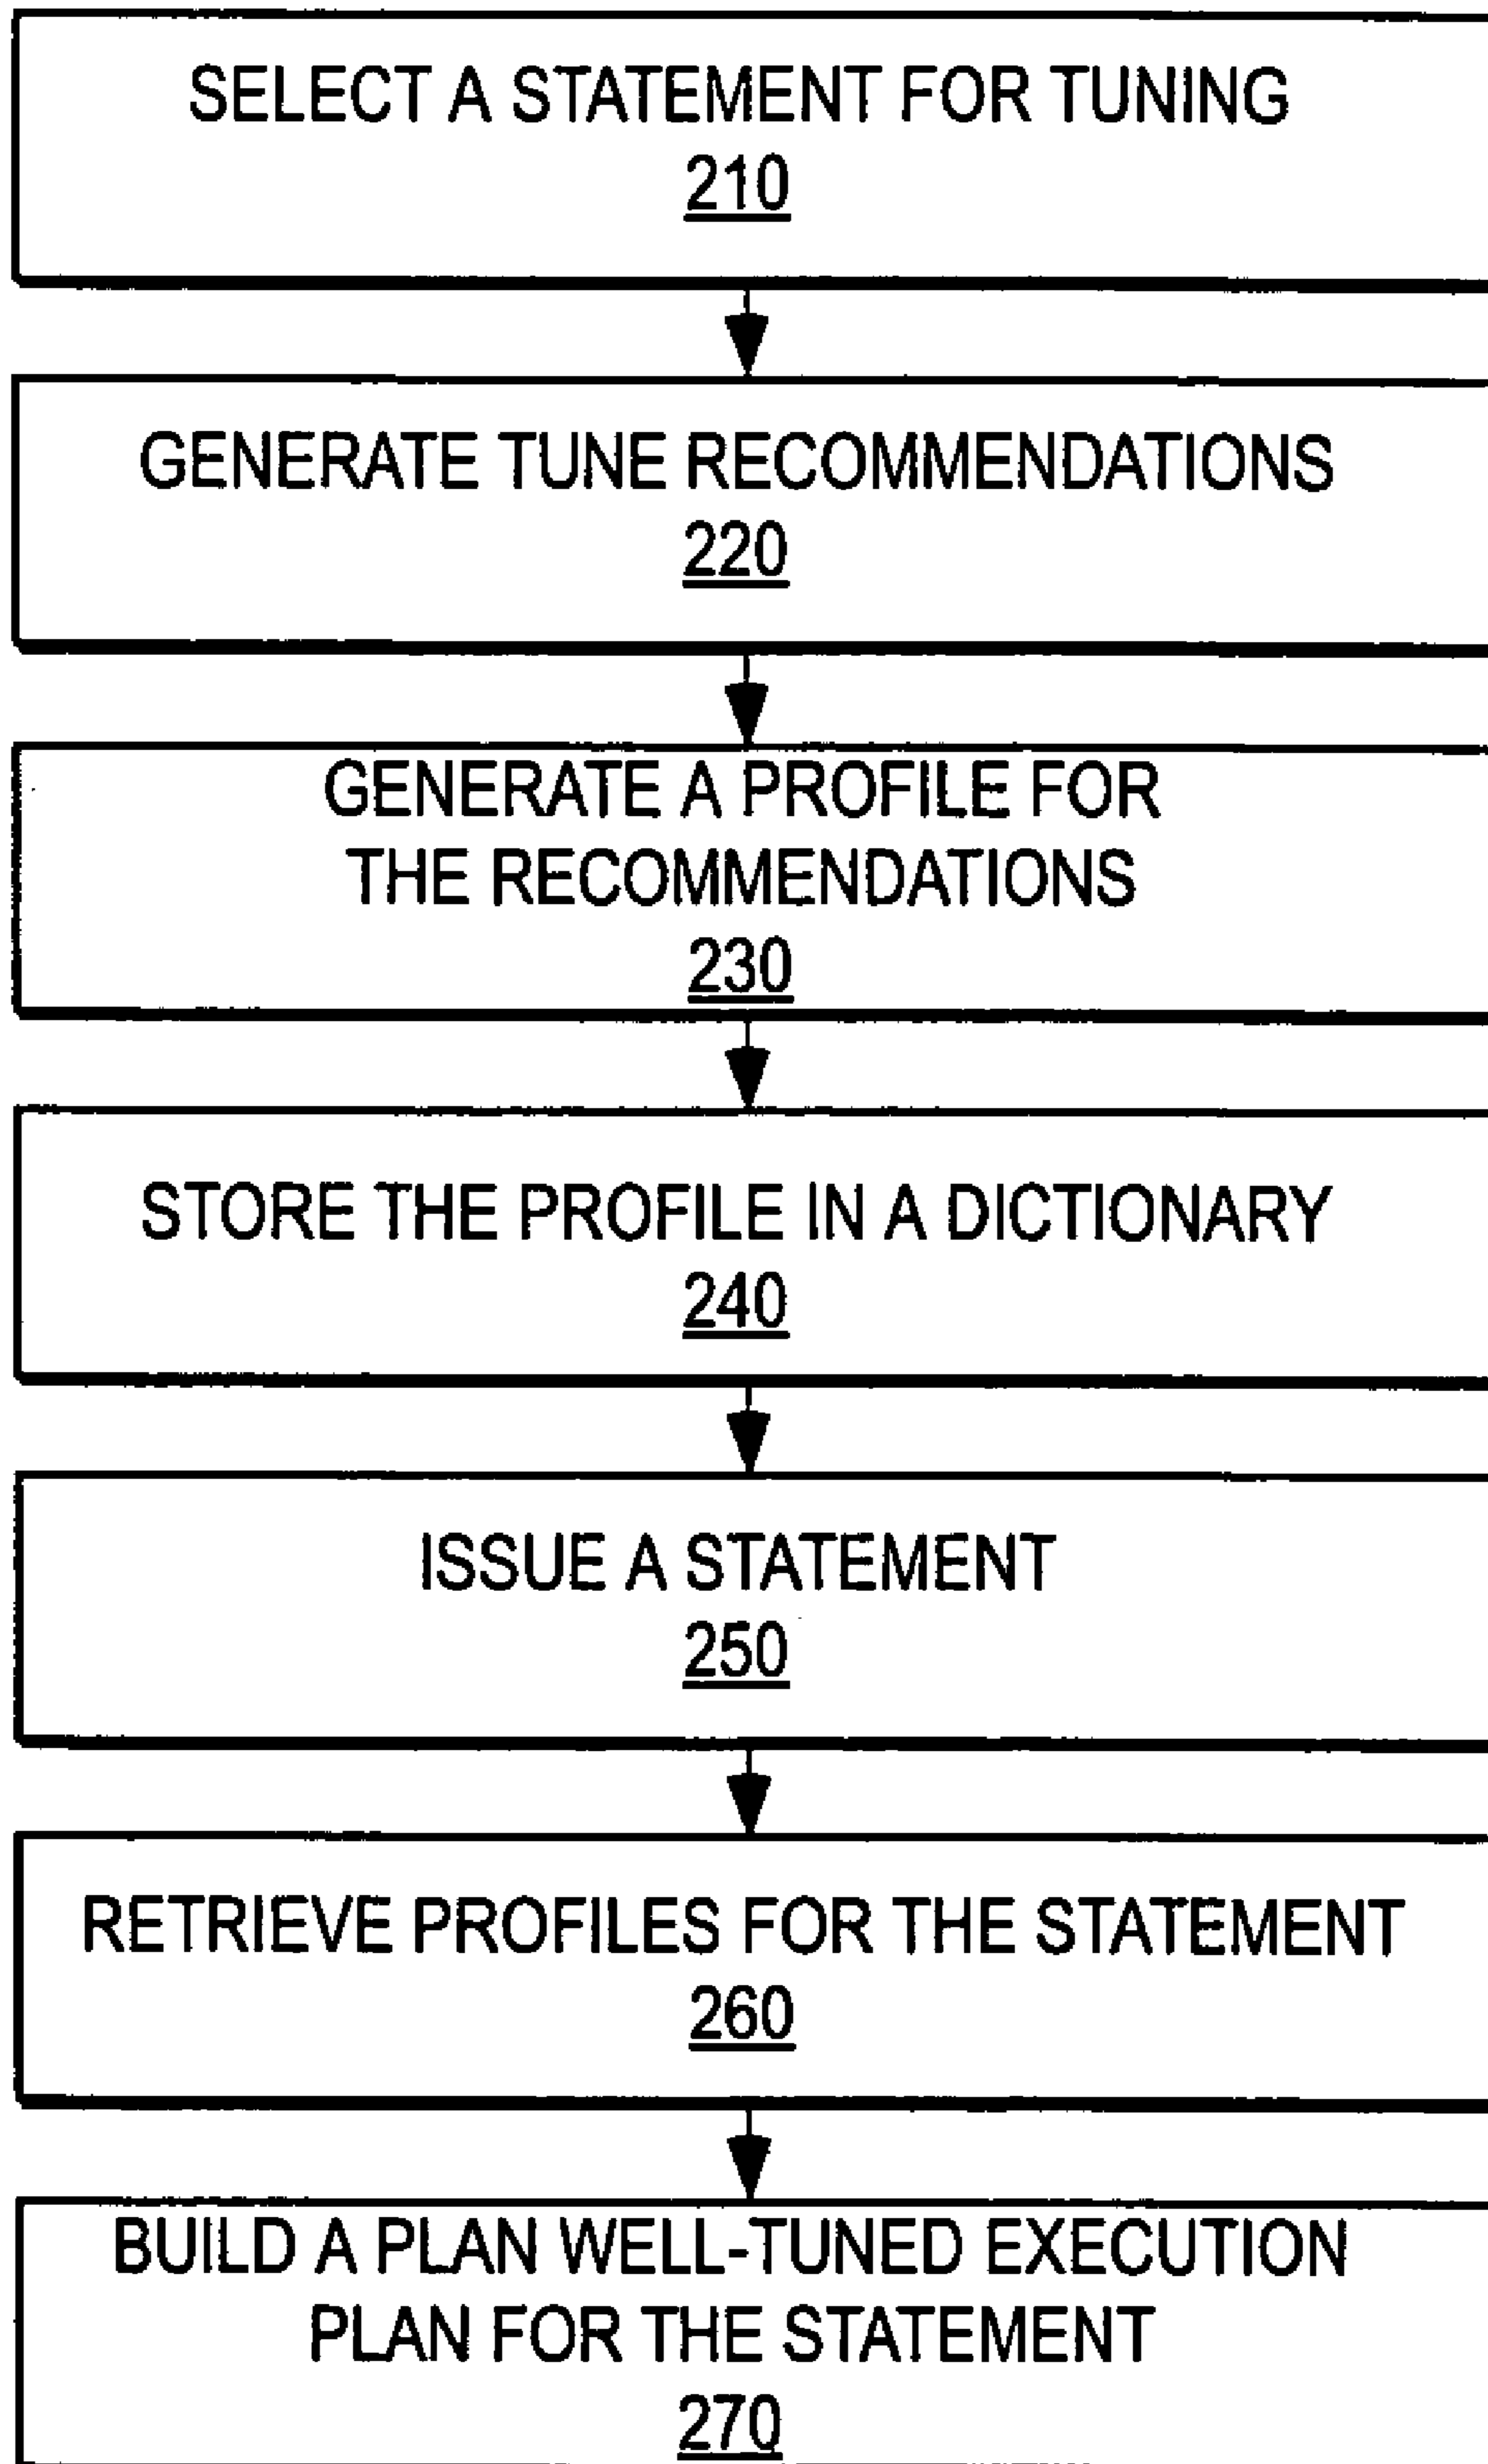 SELECT A STATEMENT FOR TUNING
210
GENERATE TUNE RECOMMENDATIONS
220
GENERATE A PROFILE FOR
THE RECOMMENDATIONS
230
STORE THE PROFILE IN A DICTIONARY
240
ISSUE A STATEMENT
250
RETRIEVE PROFILES FOR THE STATEMENT
260
BUILD A PLAN WELL-TUNED EXECUTION
PLAN FOR THE STATEMENT
270